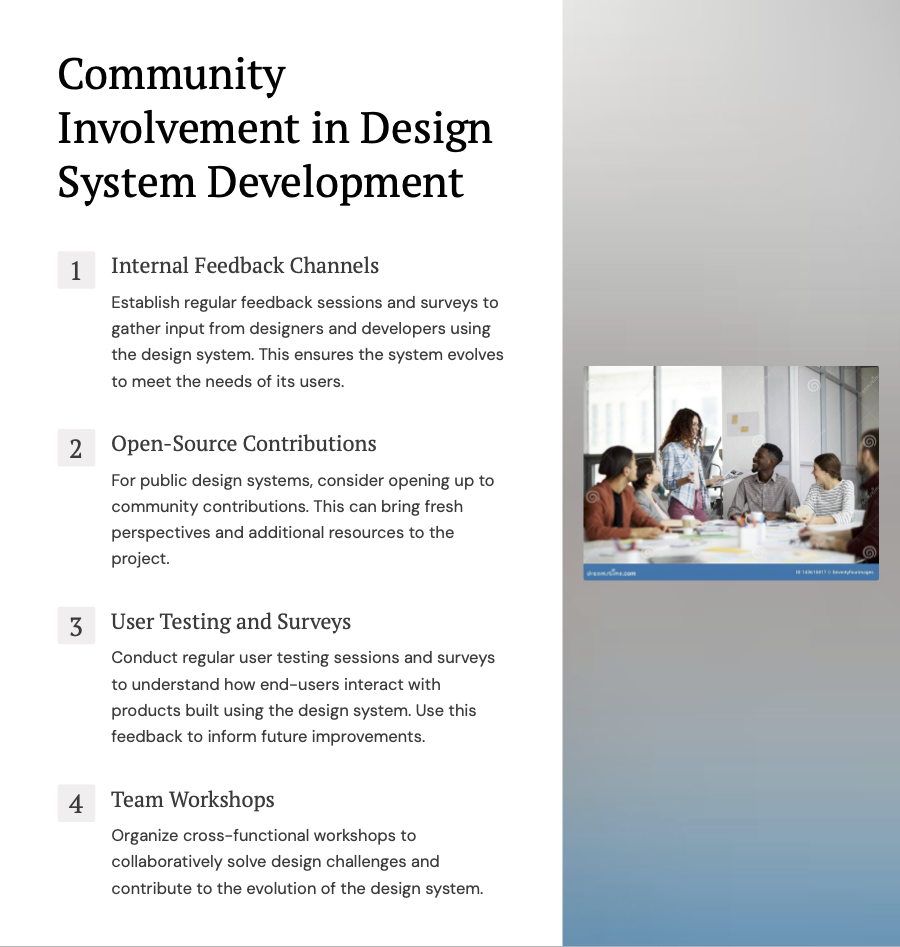 Community
Involvement in Design
System Development
1
Internal Feedback Channels
Establish regular feedback sessions and surveys to
gather input from designers and developers using
the design system. This ensures the system evolves
to meet the needs of its users.
2
Open-Source Contributions
For public design systems, consider opening up to
community contributions. This can bring fresh
perspectives and additional resources to the
project.
3
User Testing and Surveys
Conduct regular user testing sessions and surveys
to understand how end-users interact with
products built using the design system. Use this
feedback to inform future improvements.
4
Team Workshops
Organize cross-functional workshops to
collaboratively solve design challenges and
contribute to the evolution of the design system.
dreamstime.com